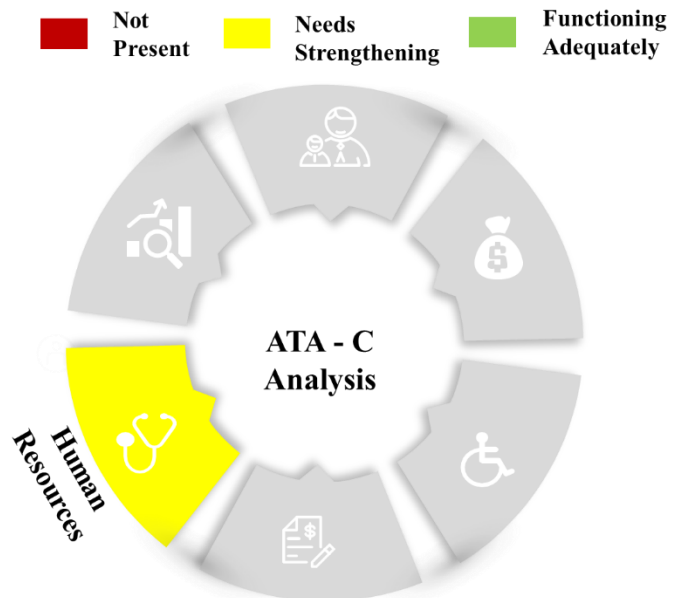 Not
Present
Needs
Strengthening
Functioning
Adequately
$
ATA - C
Analysis
Human
Resources
$